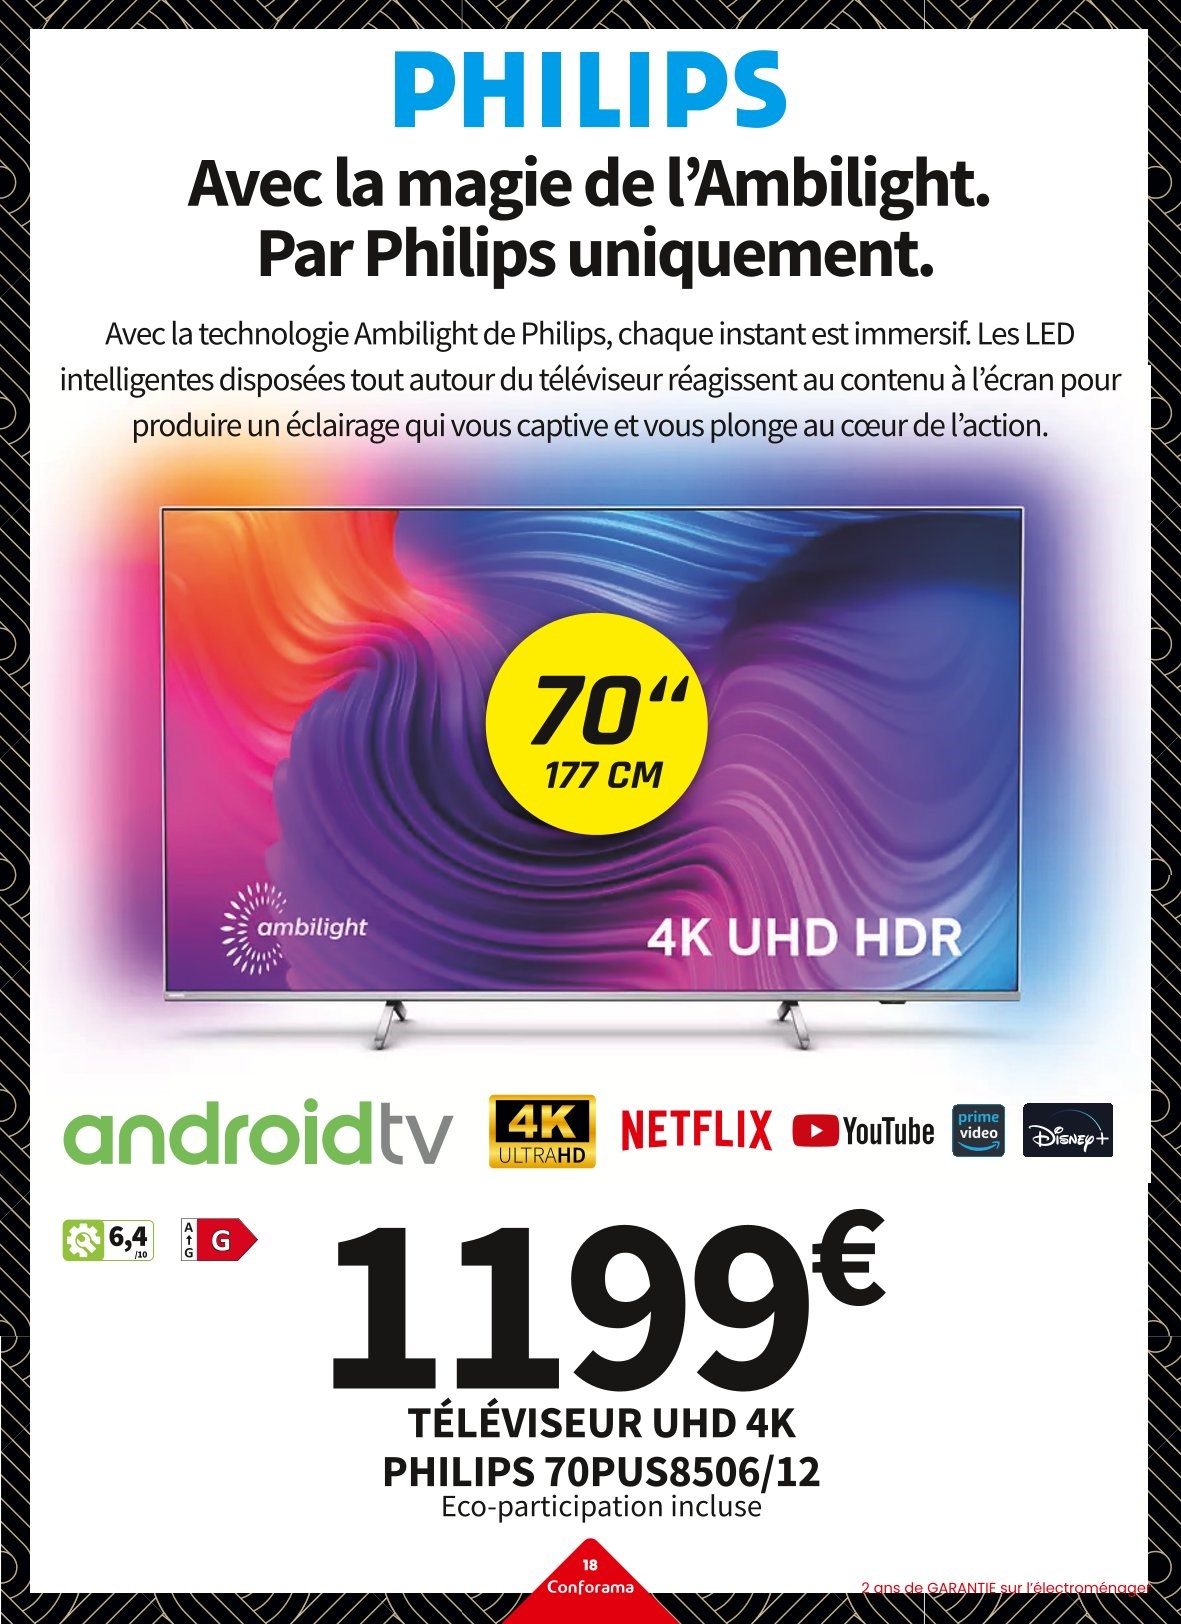 PHILIPS
Avec la magie de l’Ambilight.
Par Philips uniquement.
Avec la technologie Ambilight de Philips, chaque instant est immersif. Les LED
intelligentes disposées tout autour du téléviseur réagissent au contenu à l’écran pour
produire un éclairage qui vous captive et vous plonge au cœur de l’action.
70“
177 CM
ambilight
4K UHD HDR
androidtv
4K
ULTRAHD
NETFLIX
YouTube
prime
video
Disney+
6,4
/10
A
↑
G
G
1199€
TÉLÉVISEUR UHD 4K
PHILIPS 70PUS8506/12
Eco-participation incluse
18
Conforama
2 ans de GARANTIE sur l’électroménager